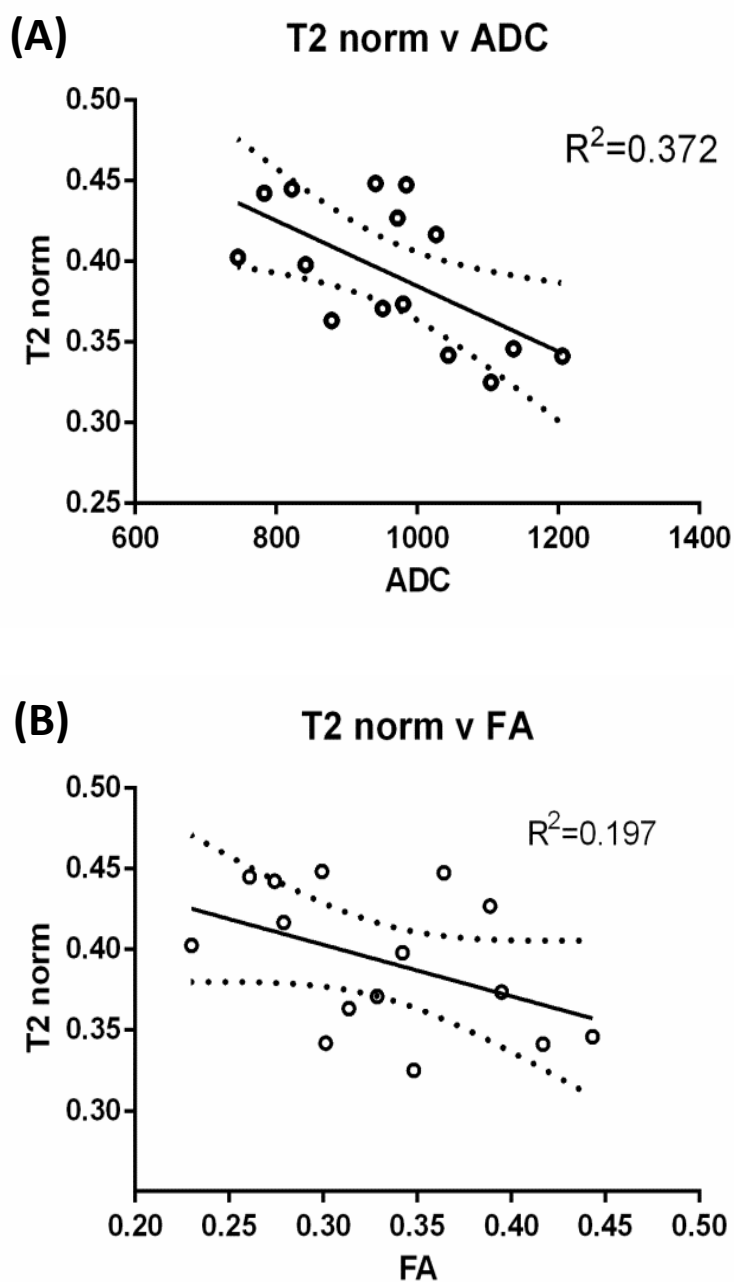 (A) T2 norm v ADC
R²=0.372
0.50
0.45
0.40
0.35
0.30
0.25
T2 norm
600 800 1000 1200 1400
ADC
(B) T2 norm v FA
R²=0.197
0.50
0.45
0.40
0.35
0.30
T2 norm
0.20 0.25 0.30 0.35 0.40 0.45 0.50
FA